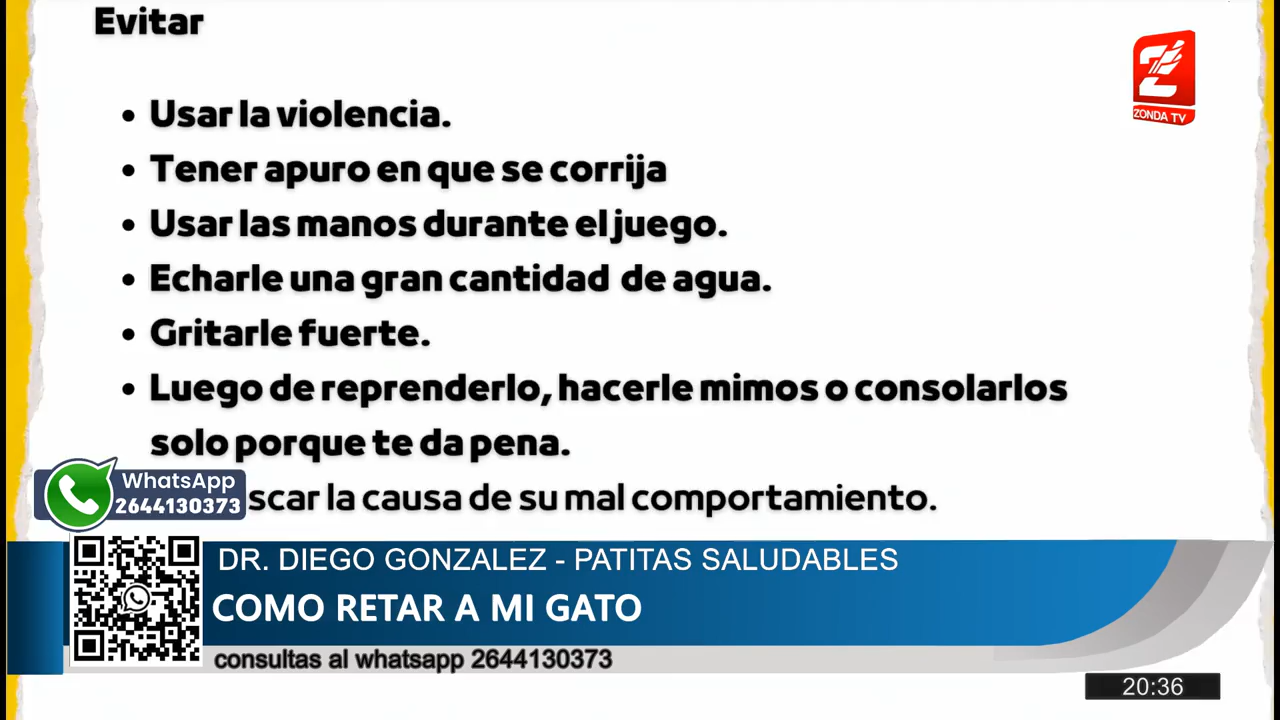 Evitar
ZONDA TV
• Usar la violencia.
• Tener apuro en que se corrija
• Usar las manos durante el juego.
• Echarle una gran cantidad de agua.
• Gritarle fuerte.
• Luego de reprenderlo, hacerle mimos o consolarlos
solo porque te da pena.
scar la causa de su mal comportamiento.
WhatsApp
2644130373
DR. DIEGO GONZALEZ - PATITAS SALUDABLES
COMO RETAR A MI GATO
consultas al whatsapp 2644130373
20:36